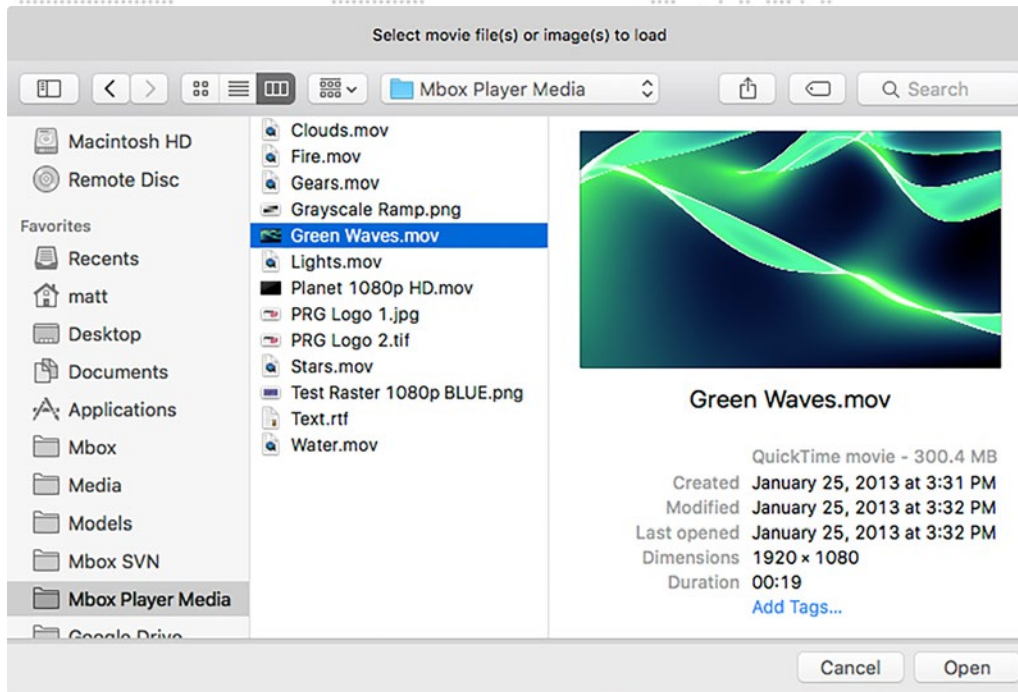 Select movie file(s) or image(s) to load
Mbox Player Media
Search
Macintosh HD
Remote Disc
Favorites
Recents
matt
Desktop
Documents
Applications
Mbox
Media
Models
Mbox SVN
Mbox Player Media
Google Drive
Clouds.mov
Fire.mov
Gears.mov
Grayscale Ramp.png
Green Waves.mov
Lights.mov
Planet 1080p HD.mov
PRG Logo 1.jpg
PRG Logo 2.tif
Stars.mov
Test Raster 1080p BLUE.png
Text.rtf
Water.mov
Green Waves.mov
QuickTime movie - 300.4 MB
Created January 25, 2013 at 3:31 PM
Modified January 25, 2013 at 3:32 PM
Last opened January 25, 2013 at 3:32 PM
Dimensions 1920 × 1080
Duration 00:19
Add Tags...
Cancel
Open